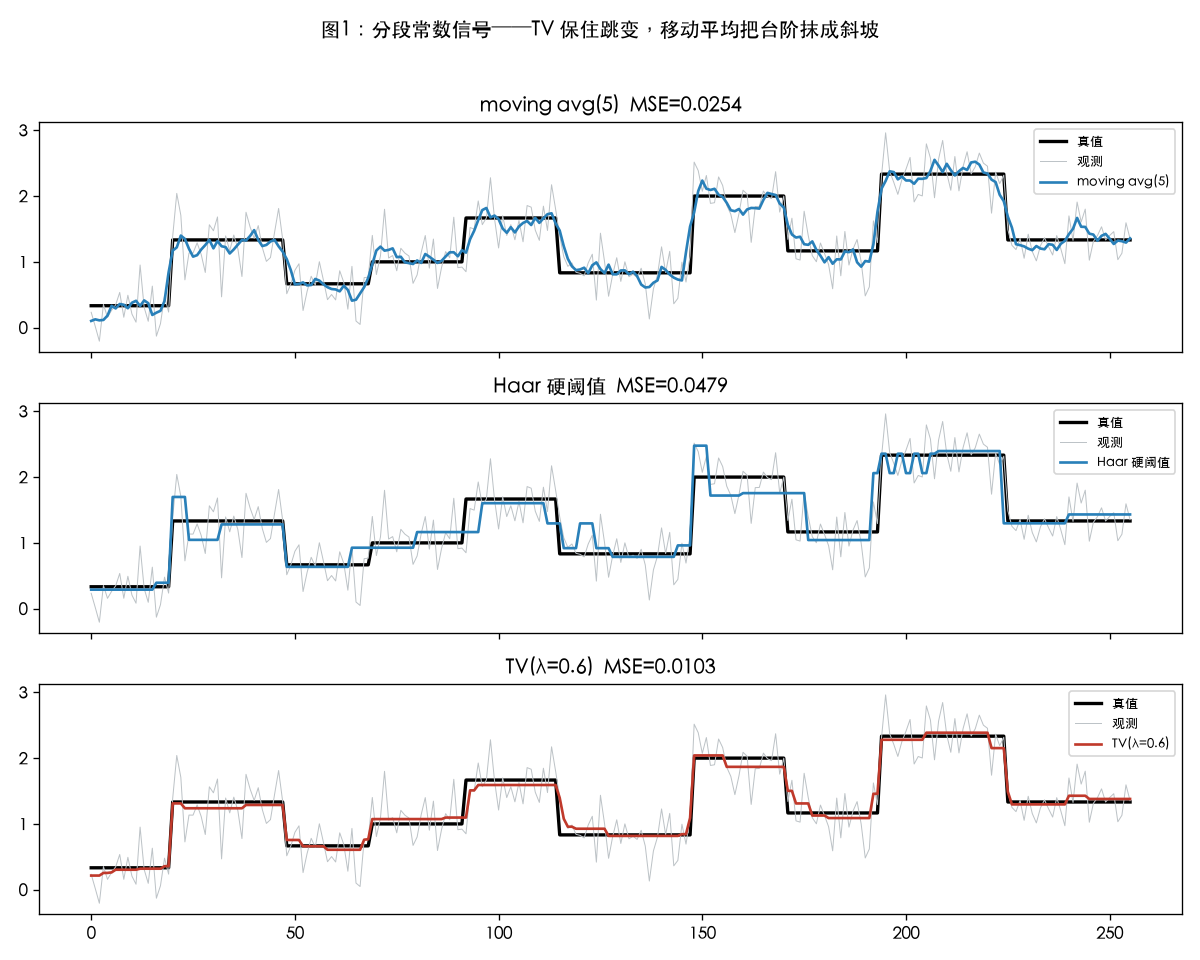 图1：分段常数信号——TV 保住跳变，移动平均把台阶抹成斜坡
moving avg(5) MSE=0.0254
3
2
1
0
真值
观测
moving avg(5)
Haar 硬阈值 MSE=0.0479
3
2
1
0
真值
观测
Haar 硬阈值
TV(λ=0.6) MSE=0.0103
3
2
1
0
真值
观测
TV(λ=0.6)
0 50 100 150 200 250